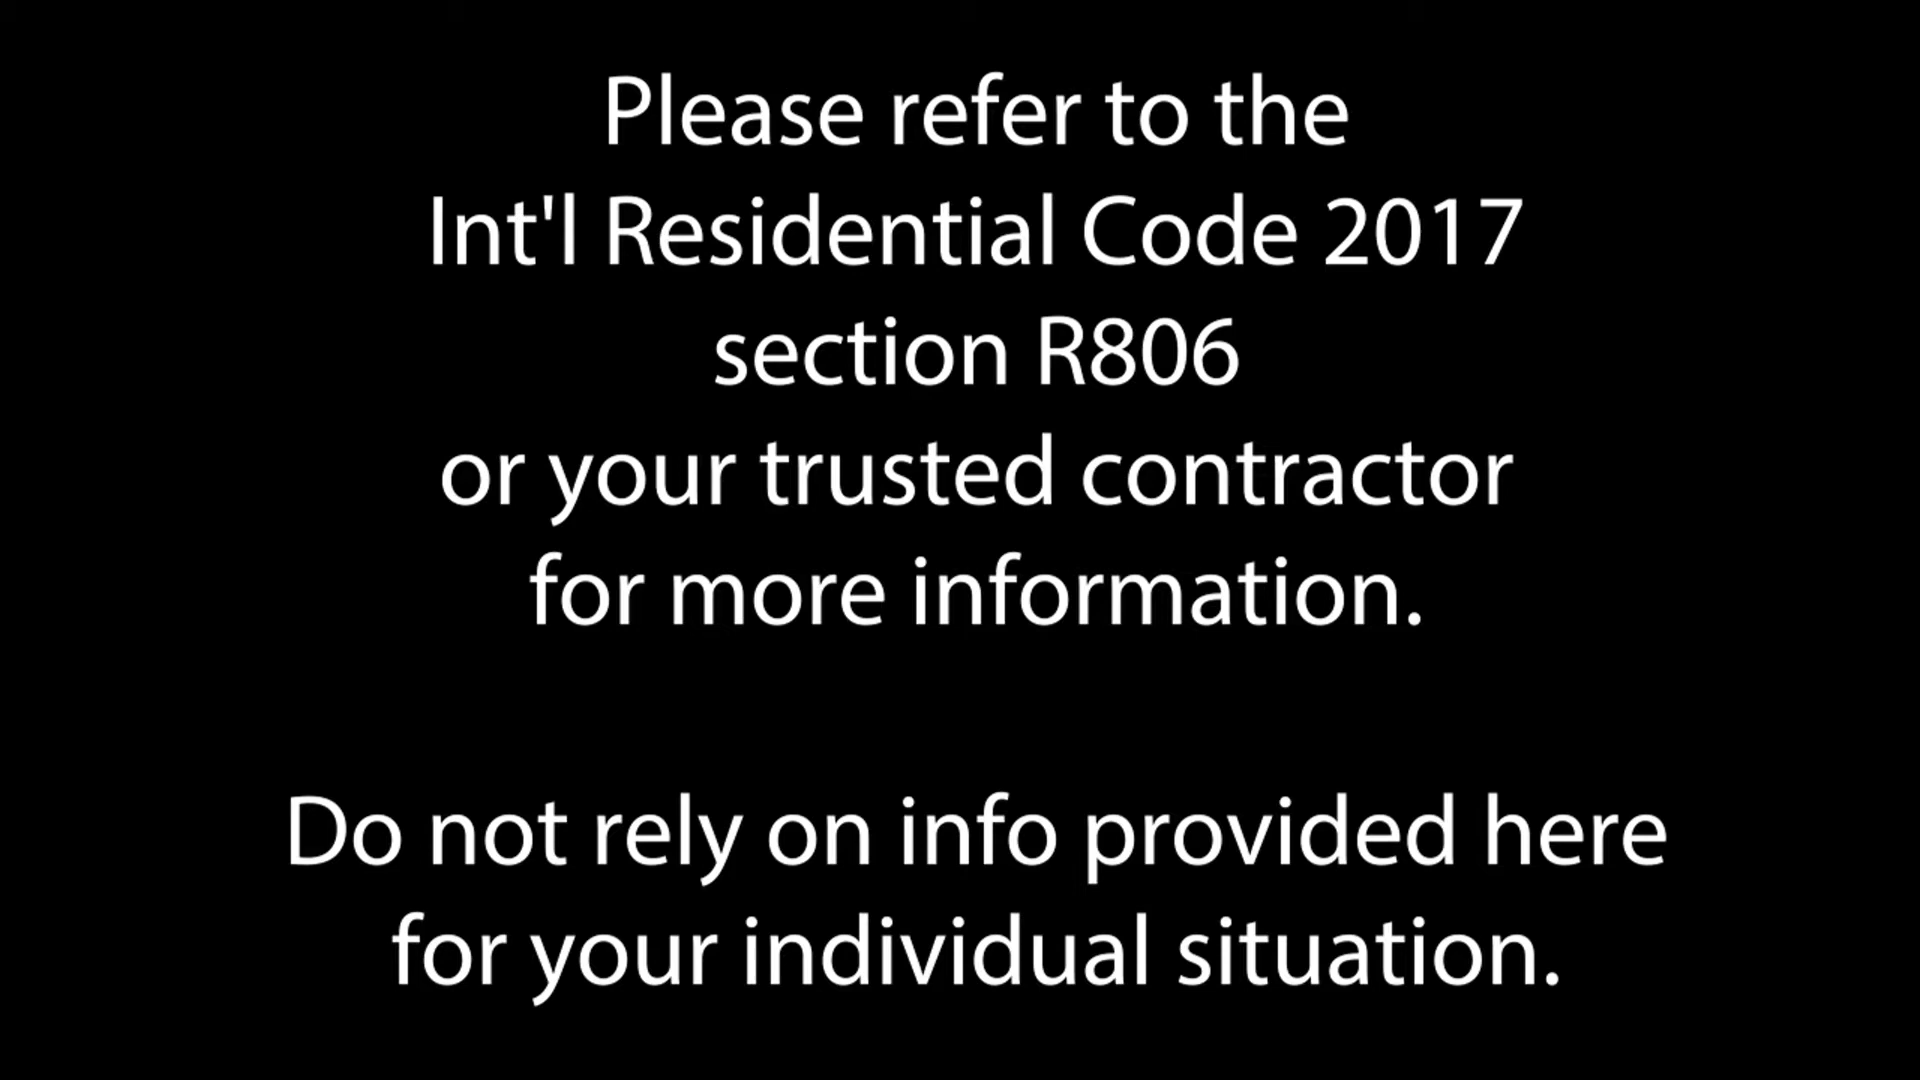 Please refer to the
Int'l Residential Code 2017
section R806
or your trusted contractor
for more information.
Do not rely on info provided here
for your individual situation.